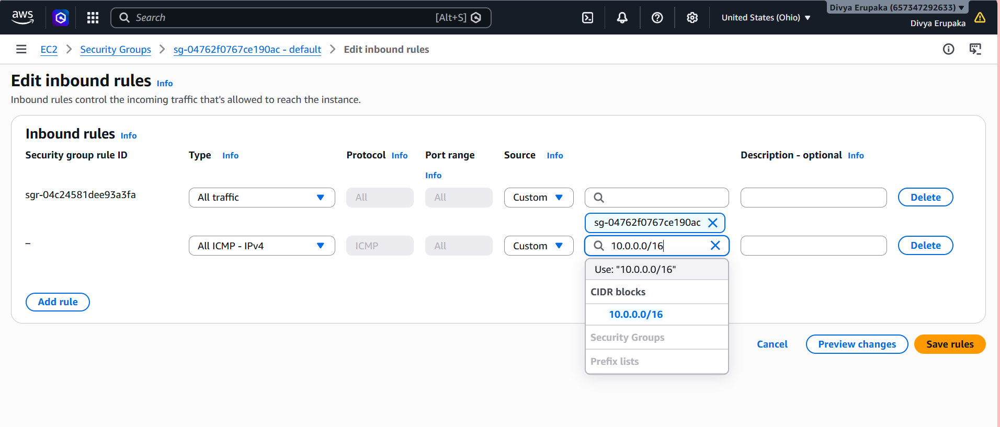 aws
Search [Alt+S]
United States (Ohio)
Divya Erupaka (657347292633)
Divya Erupaka
EC2 Security Groups sg-04762f0767ce190ac - default Edit inbound rules
Edit inbound rules Info
Inbound rules control the incoming traffic that's allowed to reach the instance.
Inbound rules Info
Security group rule ID Type Info Protocol Info Port range Source Info Description - optional Info
Info
sgr-04c24581dee93a3fa All traffic All All Custom Delete
sg-04762f0767ce190ac
– All ICMP - IPv4 ICMP All Custom 10.0.0.0/16 Delete
Use: "10.0.0.0/16"
CIDR blocks
10.0.0.0/16
Security Groups
Prefix lists
Add rule
Cancel Preview changes Save rules